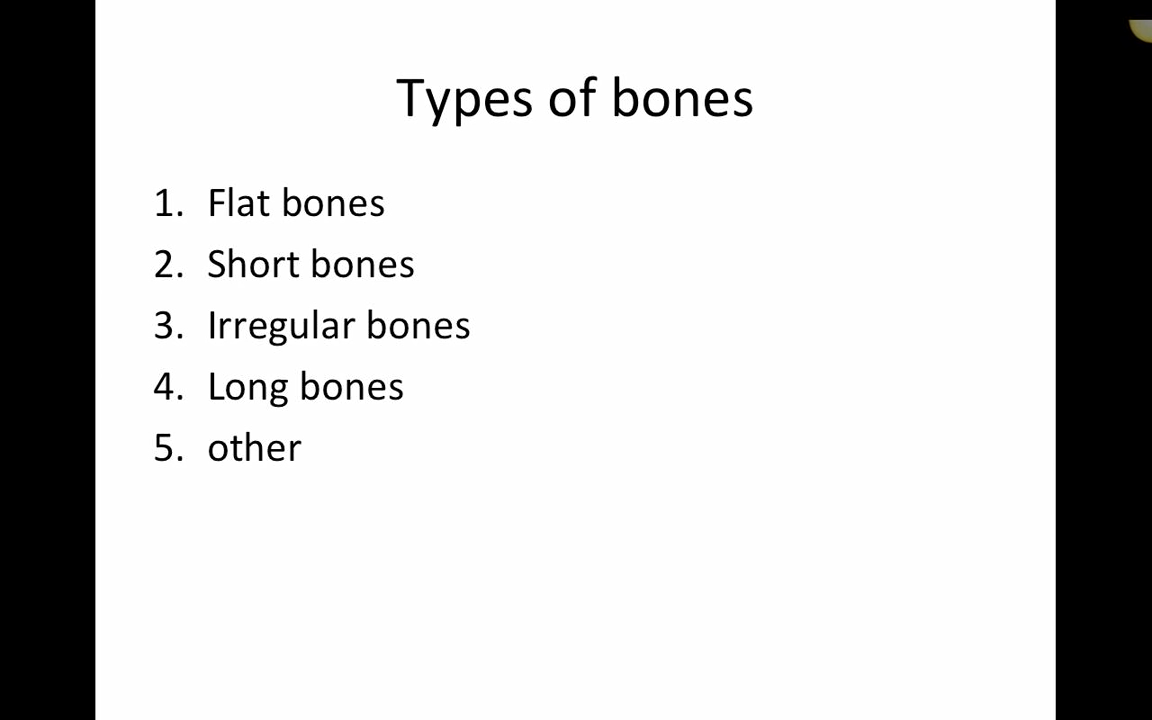 Types of bones
1. Flat bones
2. Short bones
3. Irregular bones
4. Long bones
5. other